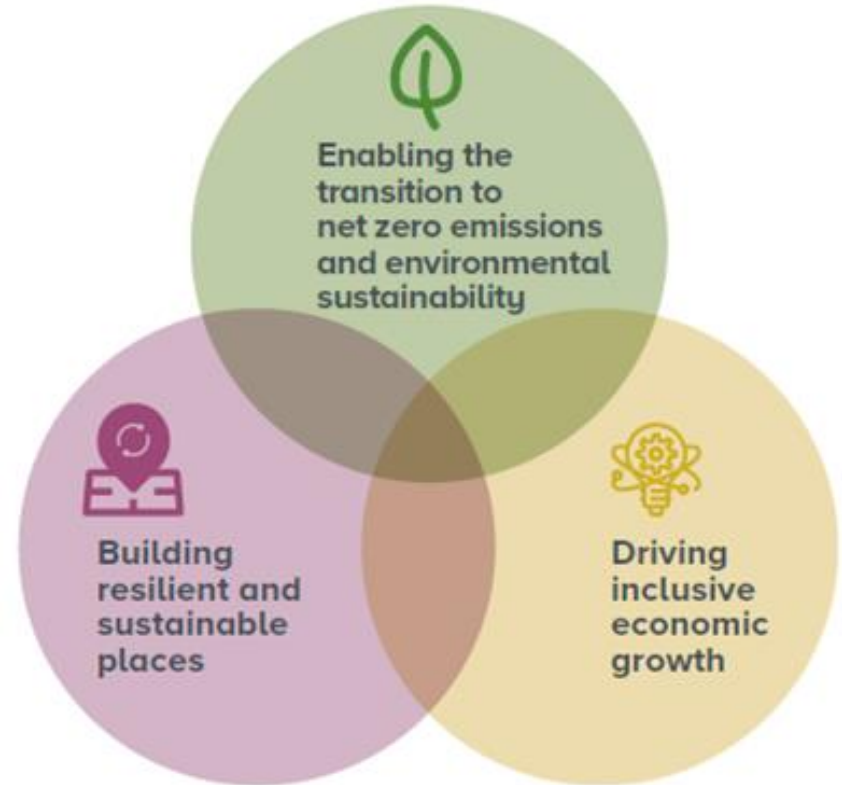 Enabling the
transition to
net zero emissions
and environmental
sustainability
Building
resilient and
sustainable
places
Driving
inclusive
economic
growth